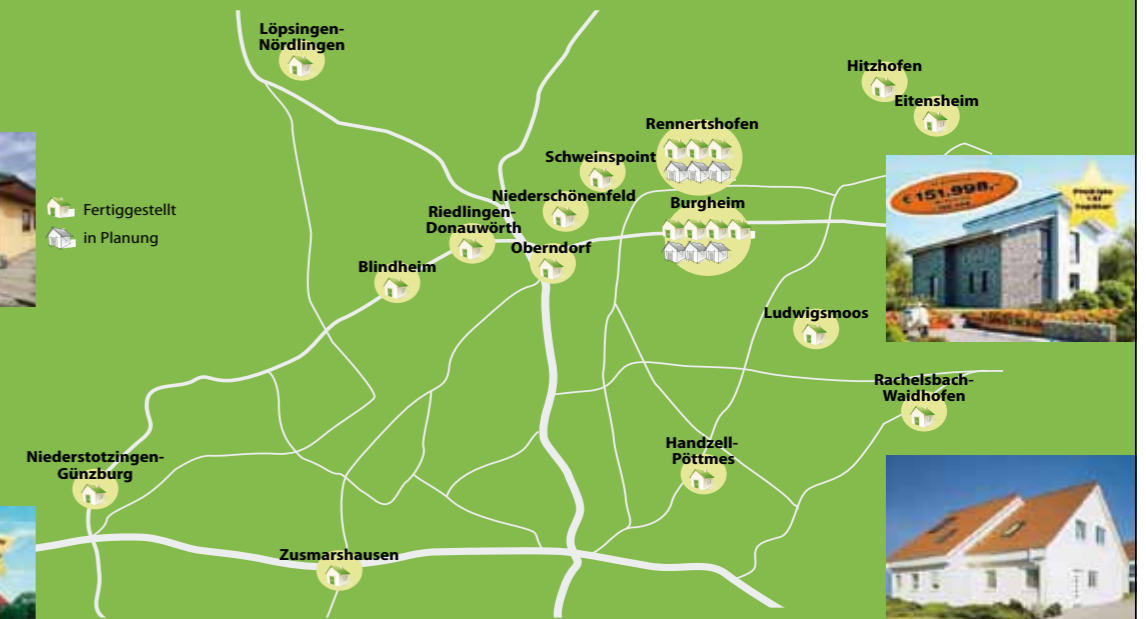 Löpsingen-
Nördlingen
Hitzhofen
Eitensheim
Rennertshofen
Schweinspoint
Niederschönenfeld
Burgheim
Riedlingen-
Donauwörth
Oberndorf
Blindheim
Fertiggestellt
in Planung
€ 151.998,-
Ludwigsmoos
Rachelsbach-
Waidhofen
Handzell-
Pöttmes
Niederstotzingen-
Günzburg
Zusmarshausen